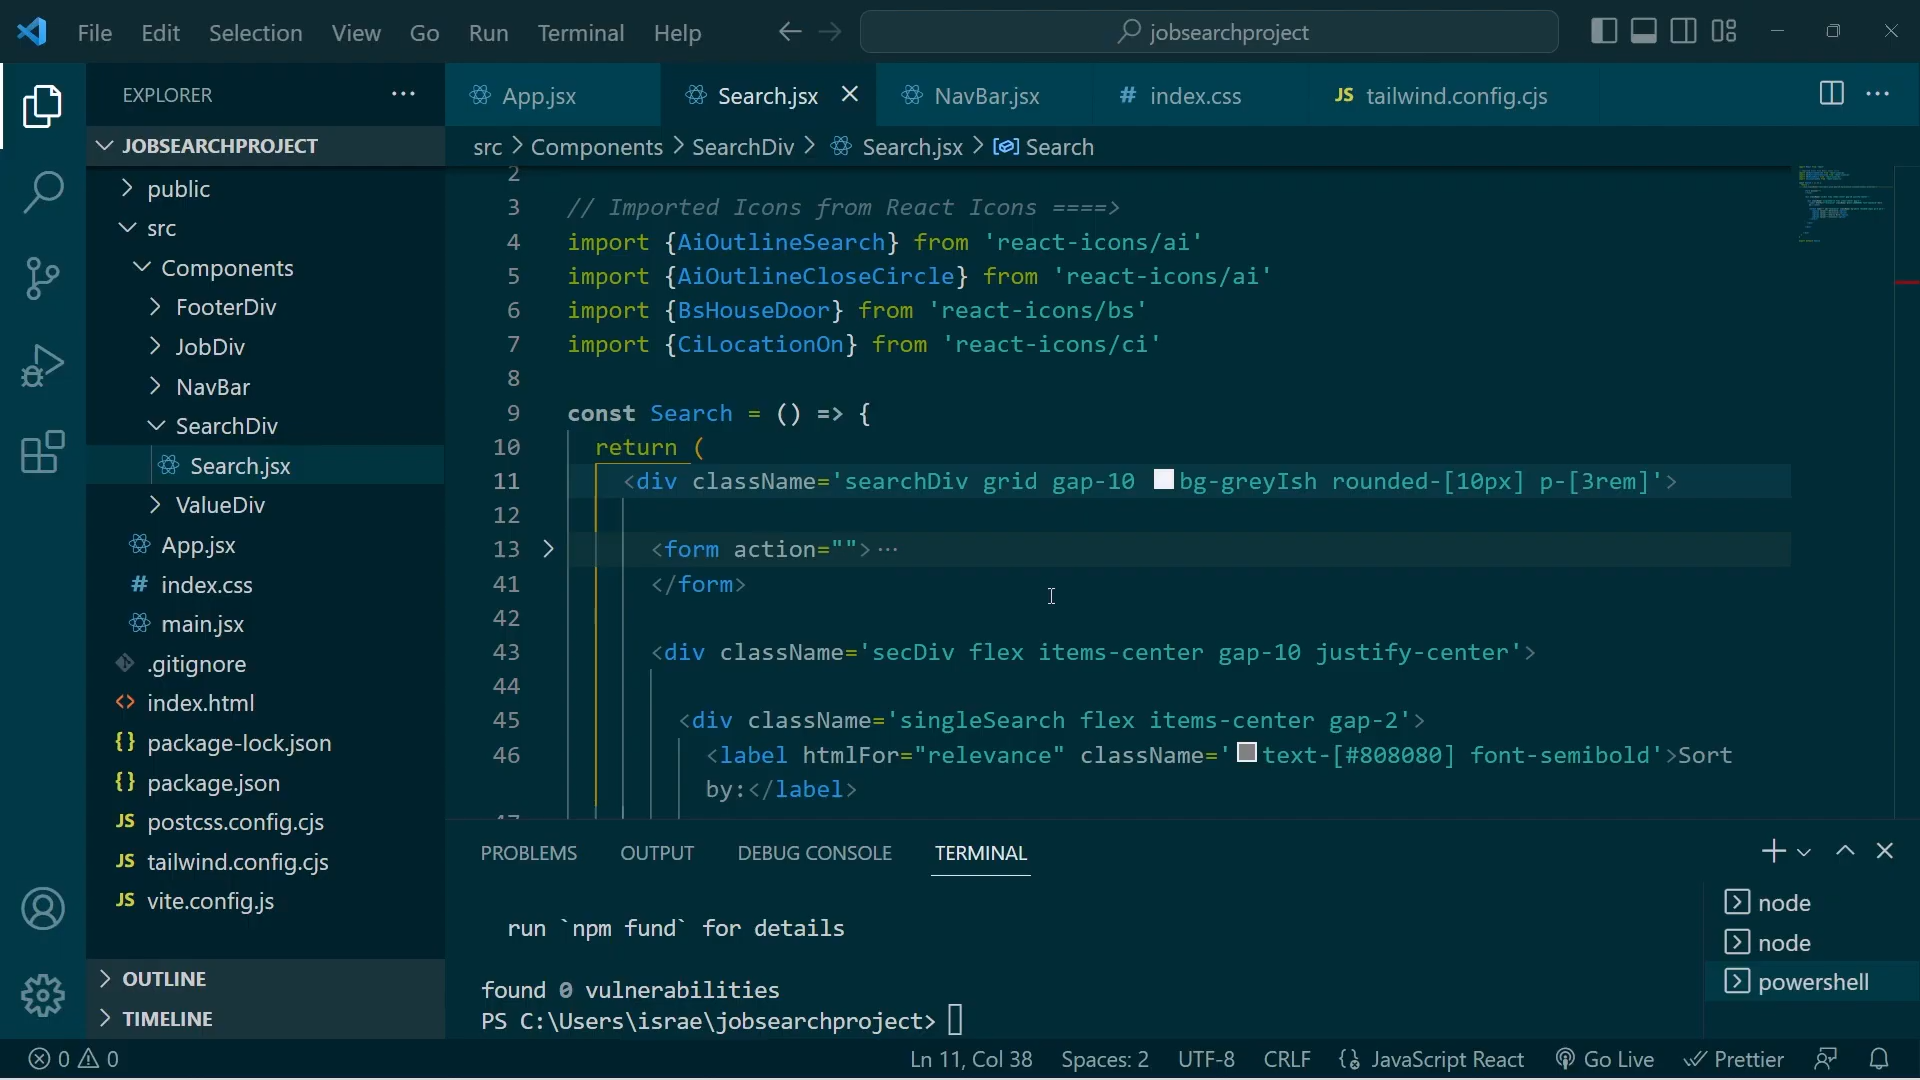 File Edit Selection View Go Run Terminal Help
jobsearchproject
EXPLORER
JOBSEARCHPROJECT
public
src
Components
FooterDiv
JobDiv
NavBar
SearchDiv
Search.jsx
ValueDiv
App.jsx
# index.css
main.jsx
.gitignore
<> index.html
{} package-lock.json
{} package.json
JS postcss.config.cjs
JS tailwind.config.cjs
JS vite.config.js
OUTLINE
TIMELINE
App.jsx Search.jsx NavBar.jsx # index.css JS tailwind.config.cjs
src > Components > SearchDiv > Search.jsx > Search
2
3 // Imported Icons from React Icons ====>
4 import {AiOutlineSearch} from 'react-icons/ai'
5 import {AiOutlineCloseCircle} from 'react-icons/ai'
6 import {BsHouseDoor} from 'react-icons/bs'
7 import {CiLocationOn} from 'react-icons/ci'
8
9 const Search = () => {
10 return (
11 <div className='searchDiv grid gap-10 bg-greyIsh rounded-[10px] p-[3rem]'>
12
13 <form action="">···
41 </form>
42
43 <div className='secDiv flex items-center gap-10 justify-center'>
44
45 <div className='singleSearch flex items-center gap-2'>
46 <label htmlFor="relevance" className='text-[#808080] font-semibold'>Sort
by:</label>
PROBLEMS OUTPUT DEBUG CONSOLE TERMINAL
run `npm fund` for details
found 0 vulnerabilities
PS C:\Users\israe\jobsearchproject>
node
node
powershell
0 0 Ln 11, Col 38 Spaces: 2 UTF-8 CRLF {} JavaScript React Go Live Prettier